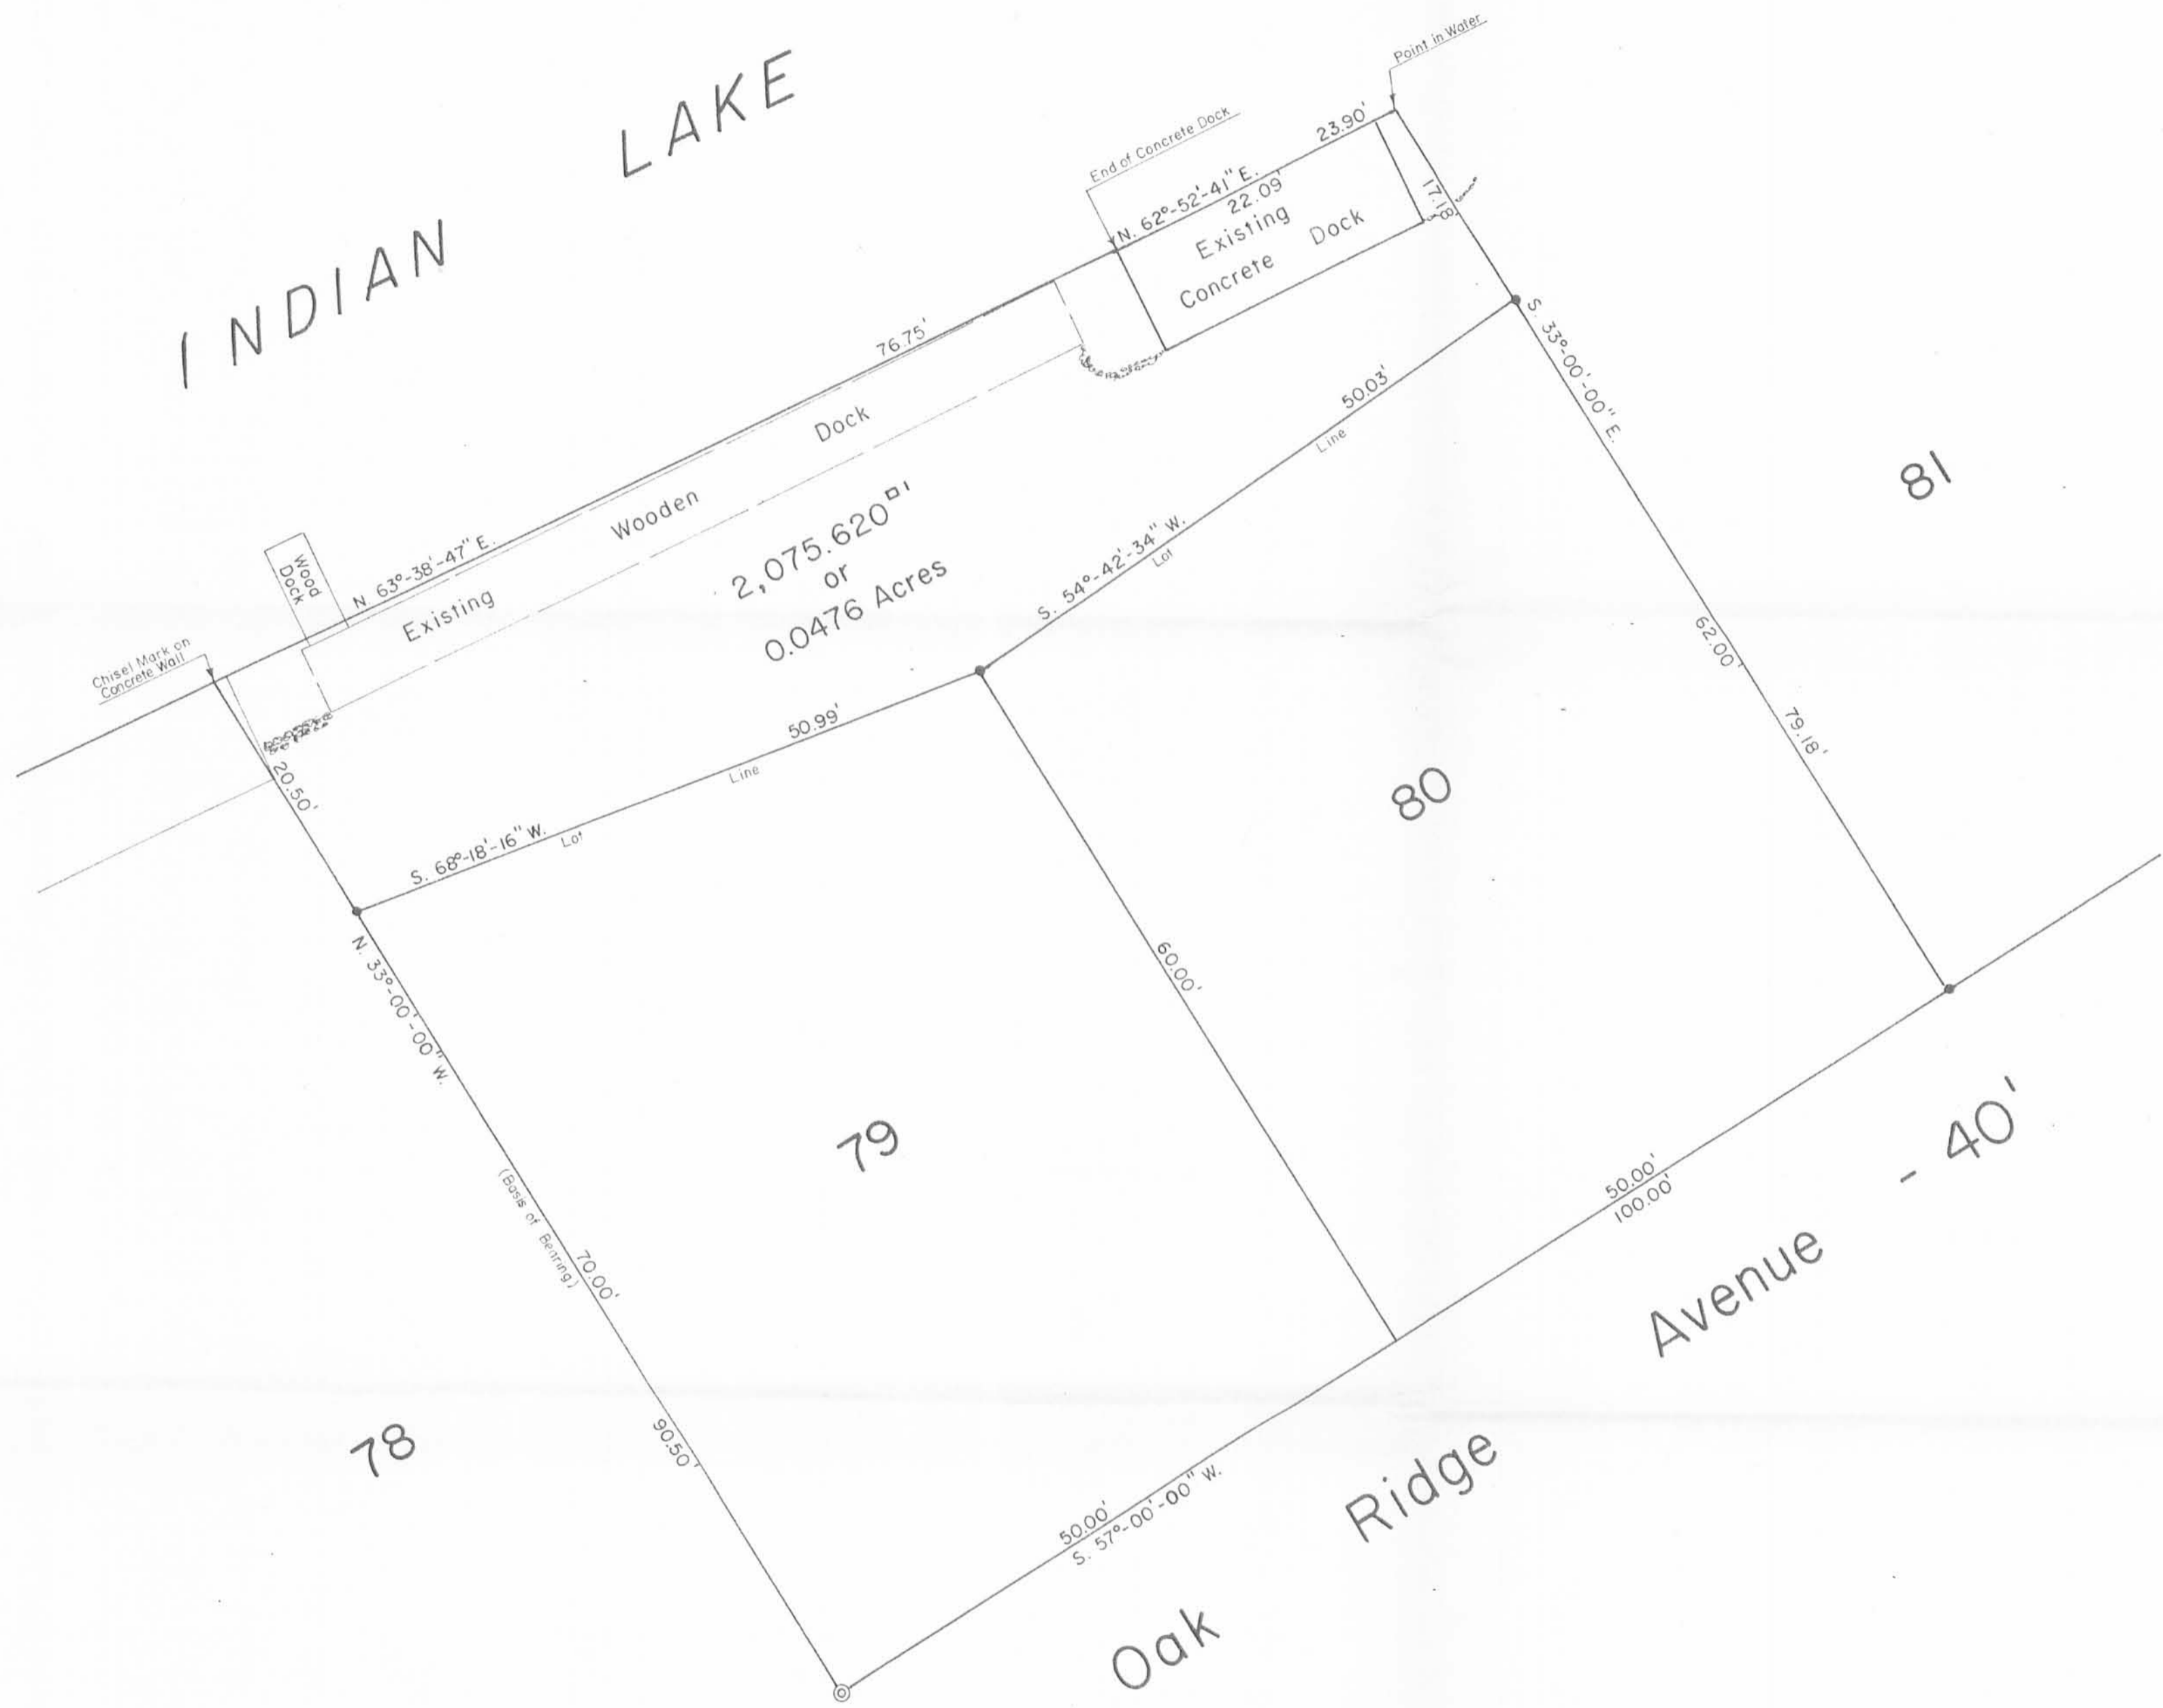 INDIAN LAKE
Point in Water
End of Concrete Dock
23.90'
N. 62°-52'-41" E.
22.09'
Existing
Concrete Dock
17.18'
76.75'
N 63°-38'-47" E.
Existing Wooden Dock
Wood
Dock
Chisel Mark on
Concrete Wall
2,075.620□'
or
0.0476 Acres
50.03'
S. 54°-42'-34" W.
Lot Line
50.99'
S. 68°-18'-16" W.
Lot Line
20.50'
S. 33°-00'-00" E.
81
62.00'
79.18'
80
60.00'
79
N. 33°-00'-00" W.
(Basis of Bearing)
70.00'
90.50'
78
50.00'
100.00'
50.00'
S. 57°-00'-00" W.
Oak Ridge Avenue - 40'